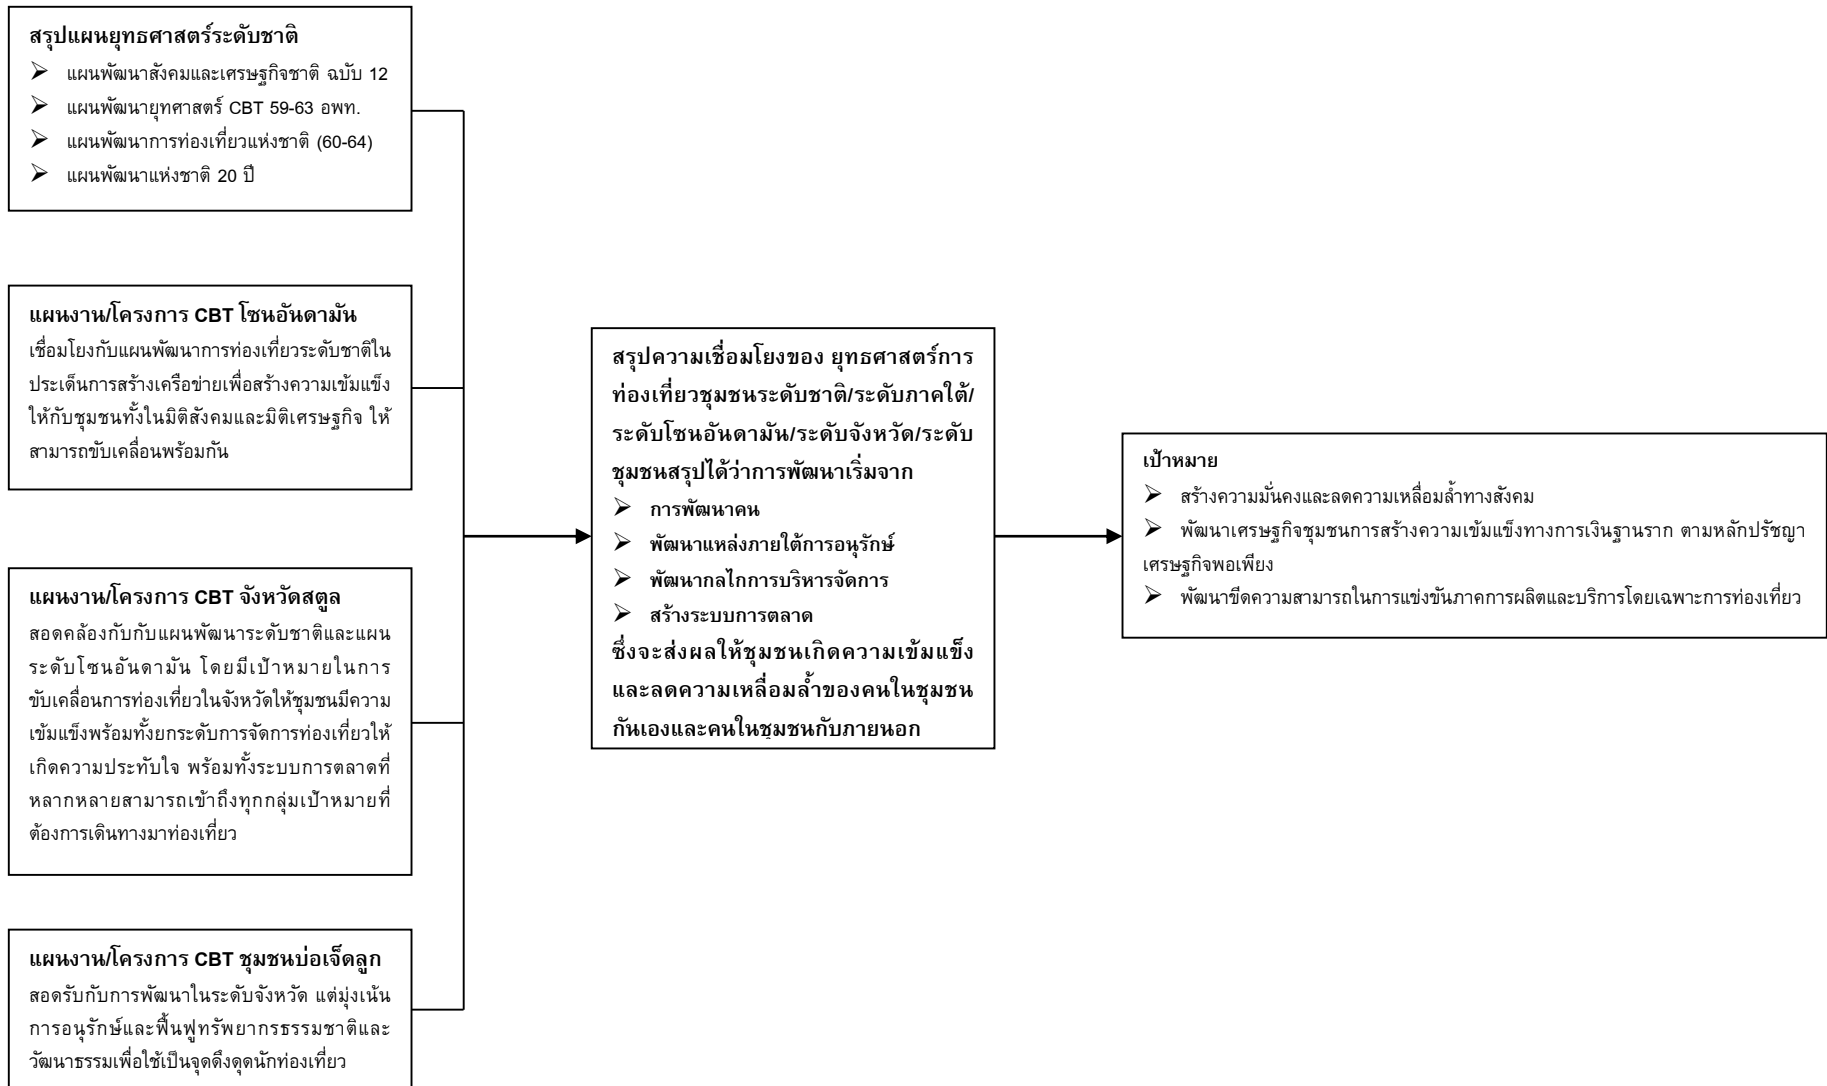 สรุปแผนยุทธศาสตร์ระดับชาติ
➢ แผนพัฒนาสังคมและเศรษฐกิจชาติ ฉบับ 12
➢ แผนพัฒนายุทศาสตร์ CBT 59-63 อพท.
➢ แผนพัฒนาการท่องเที่ยวแห่งชาติ (60-64)
➢ แผนพัฒนาแห่งชาติ 20 ปี
แผนงาน/โครงการ CBT โซนอันดามัน
เชื่อมโยงกับแผนพัฒนาการท่องเที่ยวระดับชาติใน
ประเด็นการสร้างเครือข่ายเพื่อสร้างความเข้มแข็ง
ให้กับชุมชนทั้งในมิติสังคมและมิติเศรษฐกิจ ให้
สามารถขับเคลื่อนพร้อมกัน
แผนงาน/โครงการ CBT จังหวัดสตูล
สอดคล้องกับกับแผนพัฒนาระดับชาติและแผน
ระดับโซนอันดามัน โดยมีเป้าหมายในการ
ขับเคลื่อนการท่องเที่ยวในจังหวัดให้ชุมชนมีความ
เข้มแข็งพร้อมทั้งยกระดับการจัดการท่องเที่ยวให้
เกิดความประทับใจ พร้อมทั้งระบบการตลาดที่
หลากหลายสามารถเข้าถึงทุกกลุ่มเป้าหมายที่
ต้องการเดินทางมาท่องเที่ยว
แผนงาน/โครงการ CBT ชุมชนบ่อเจ็ดลูก
สอดรับกับการพัฒนาในระดับจังหวัด แต่มุ่งเน้น
การอนุรักษ์และฟื้นฟูทรัพยากรธรรมชาติและ
วัฒนาธรรมเพื่อใช้เป็นจุดดึงดูดนักท่องเที่ยว
สรุปความเชื่อมโยงของ ยุทธศาสตร์การ
ท่องเที่ยวชุมชนระดับชาติ/ระดับภาคใต้/
ระดับโซนอันดามัน/ระดับจังหวัด/ระดับ
ชุมชนสรุปได้ว่าการพัฒนาเริ่มจาก
➢ การพัฒนาคน
➢ พัฒนาแหล่งภายใต้การอนุรักษ์
➢ พัฒนากลไกการบริหารจัดการ
➢ สร้างระบบการตลาด
ซึ่งจะส่งผลให้ชุมชนเกิดความเข้มแข็ง
และลดความเหลื่อมล้ำของคนในชุมชน
กันเองและคนในชุมชนกับภายนอก
เป้าหมาย
➢ สร้างความมั่นคงและลดความเหลื่อมล้ำทางสังคม
➢ พัฒนาเศรษฐกิจชุมชนการสร้างความเข้มแข็งทางการเงินฐานราก ตามหลักปรัชญา
เศรษฐกิจพอเพียง
➢ พัฒนาขีดความสามารถในการแข่งขันภาคการผลิตและบริการโดยเฉพาะการท่องเที่ยว